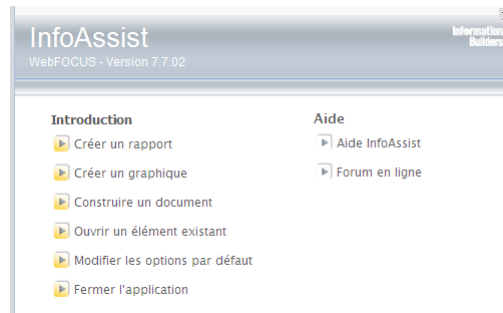 InfoAssist
WebFOCUS - Version 7.7.02
Information
Builders
Introduction
Créer un rapport
Créer un graphique
Construire un document
Ouvrir un élément existant
Modifier les options par défaut
Fermer l'application
Aide
Aide InfoAssist
Forum en ligne